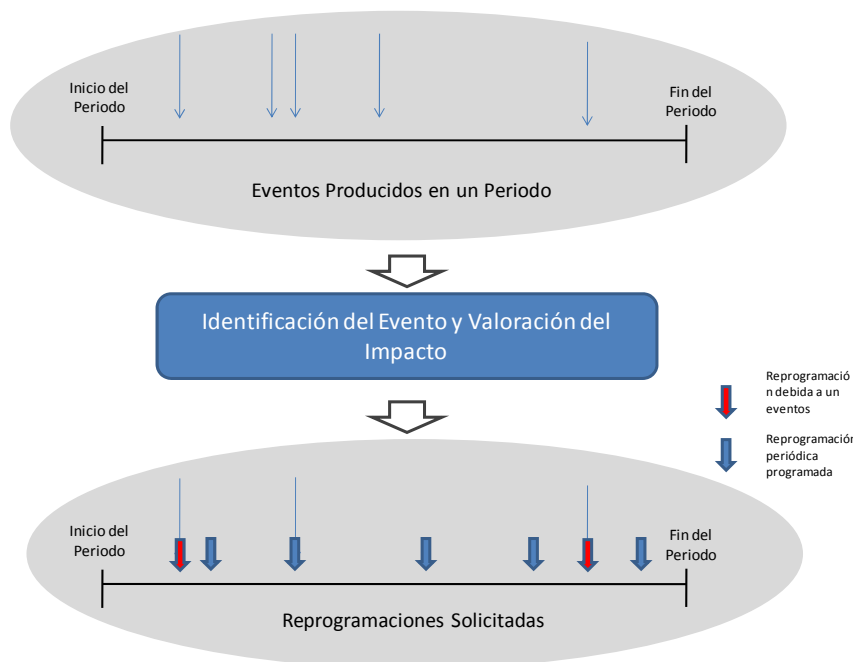 Inicio del
Periodo
Fin del
Periodo
Eventos Producidos en un Periodo
Identificación del Evento y Valoración del
Impacto
Reprogramació
n debida a un
eventos
Reprogramación
periódica
programada
Inicio del
Periodo
Fin del
Periodo
Reprogramaciones Solicitadas